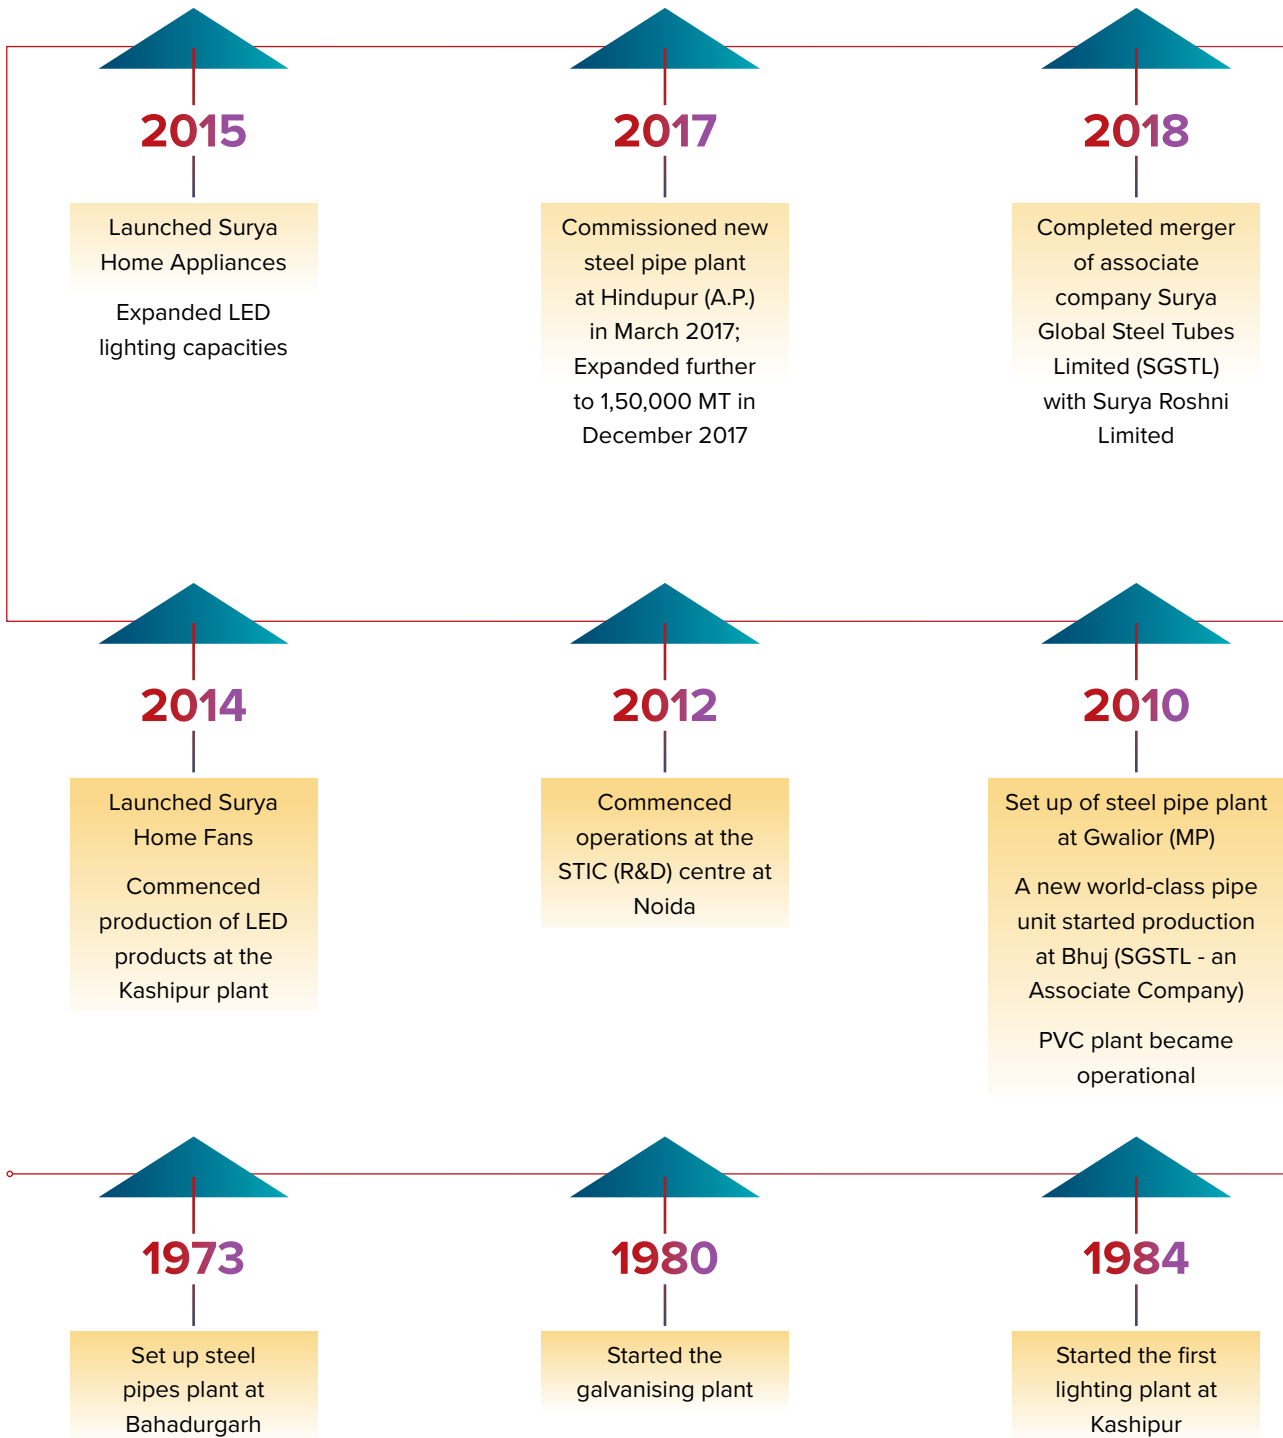 2015
Launched Surya
Home Appliances
Expanded LED
lighting capacities
2017
Commissioned new
steel pipe plant
at Hindupur (A.P.)
in March 2017;
Expanded further
to 1,50,000 MT in
December 2017
2018
Completed merger
of associate
company Surya
Global Steel Tubes
Limited (SGSTL)
with Surya Roshni
Limited
2014
Launched Surya
Home Fans
Commenced
production of LED
products at the
Kashipur plant
2012
Commenced
operations at the
STIC (R&D) centre at
Noida
2010
Set up of steel pipe plant
at Gwalior (MP)
A new world-class pipe
unit started production
at Bhuj (SGSTL - an
Associate Company)
PVC plant became
operational
1973
Set up steel
pipes plant at
Bahadurgarh
1980
Started the
galvanising plant
1984
Started the first
lighting plant at
Kashipur